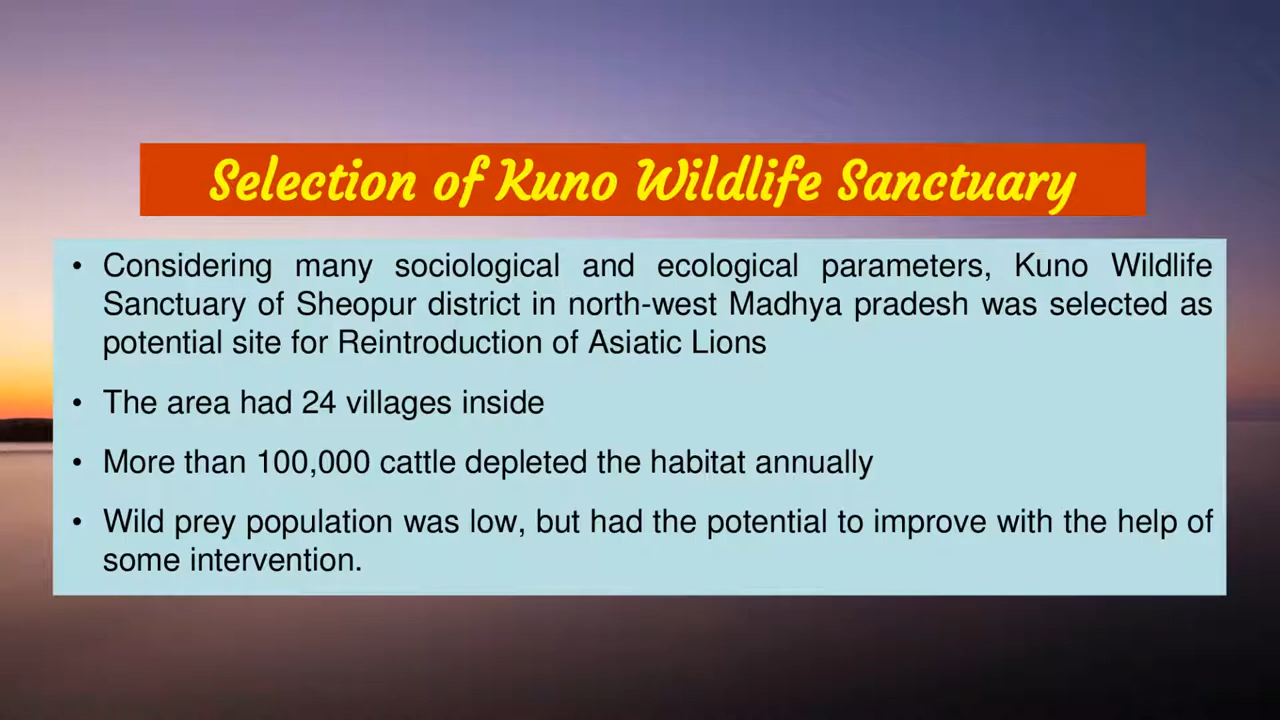 Selection of Kuno Wildlife Sanctuary
• Considering many sociological and ecological parameters, Kuno Wildlife
Sanctuary of Sheopur district in north-west Madhya pradesh was selected as
potential site for Reintroduction of Asiatic Lions
• The area had 24 villages inside
• More than 100,000 cattle depleted the habitat annually
• Wild prey population was low, but had the potential to improve with the help of
some intervention.